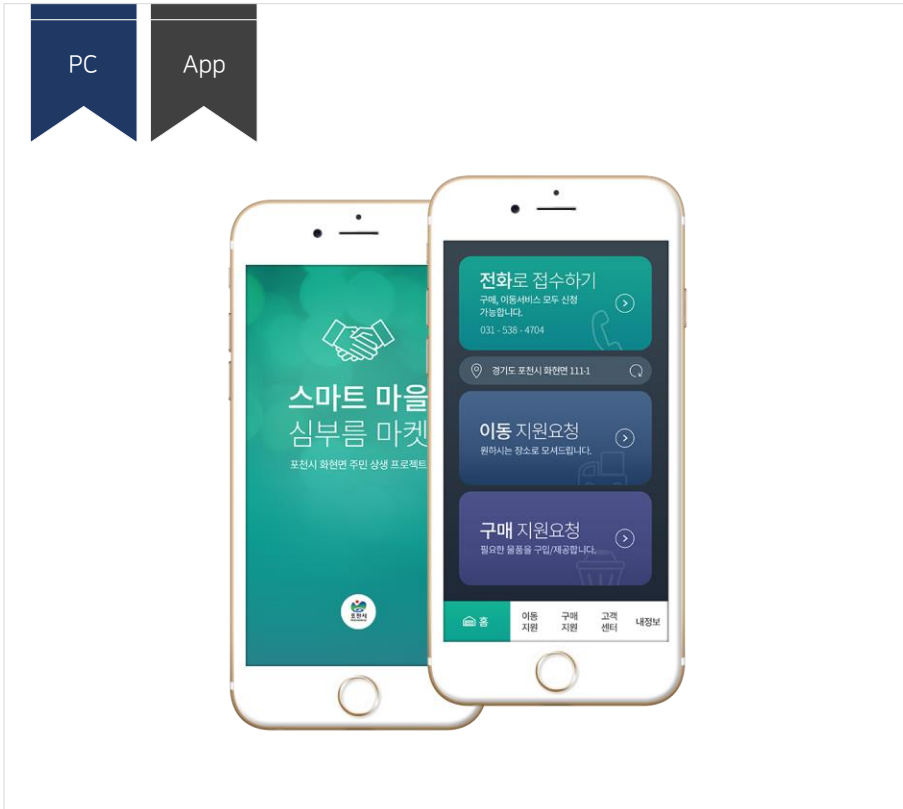 PC
App
스마트 마을
심부름 마켓
포천시 화현면 주민 상생 프로젝트
포천시
전화로 접수하기
구매, 이동서비스 모두 신청
가능합니다.
031 - 538 - 4704
경기도 포천시 화현면 111-1
이동 지원요청
원하시는 장소로 모셔드립니다.
구매 지원요청
필요한 물품을 구입/제공합니다.
홈
이동
지원
구매
지원
고객
센터
내정보